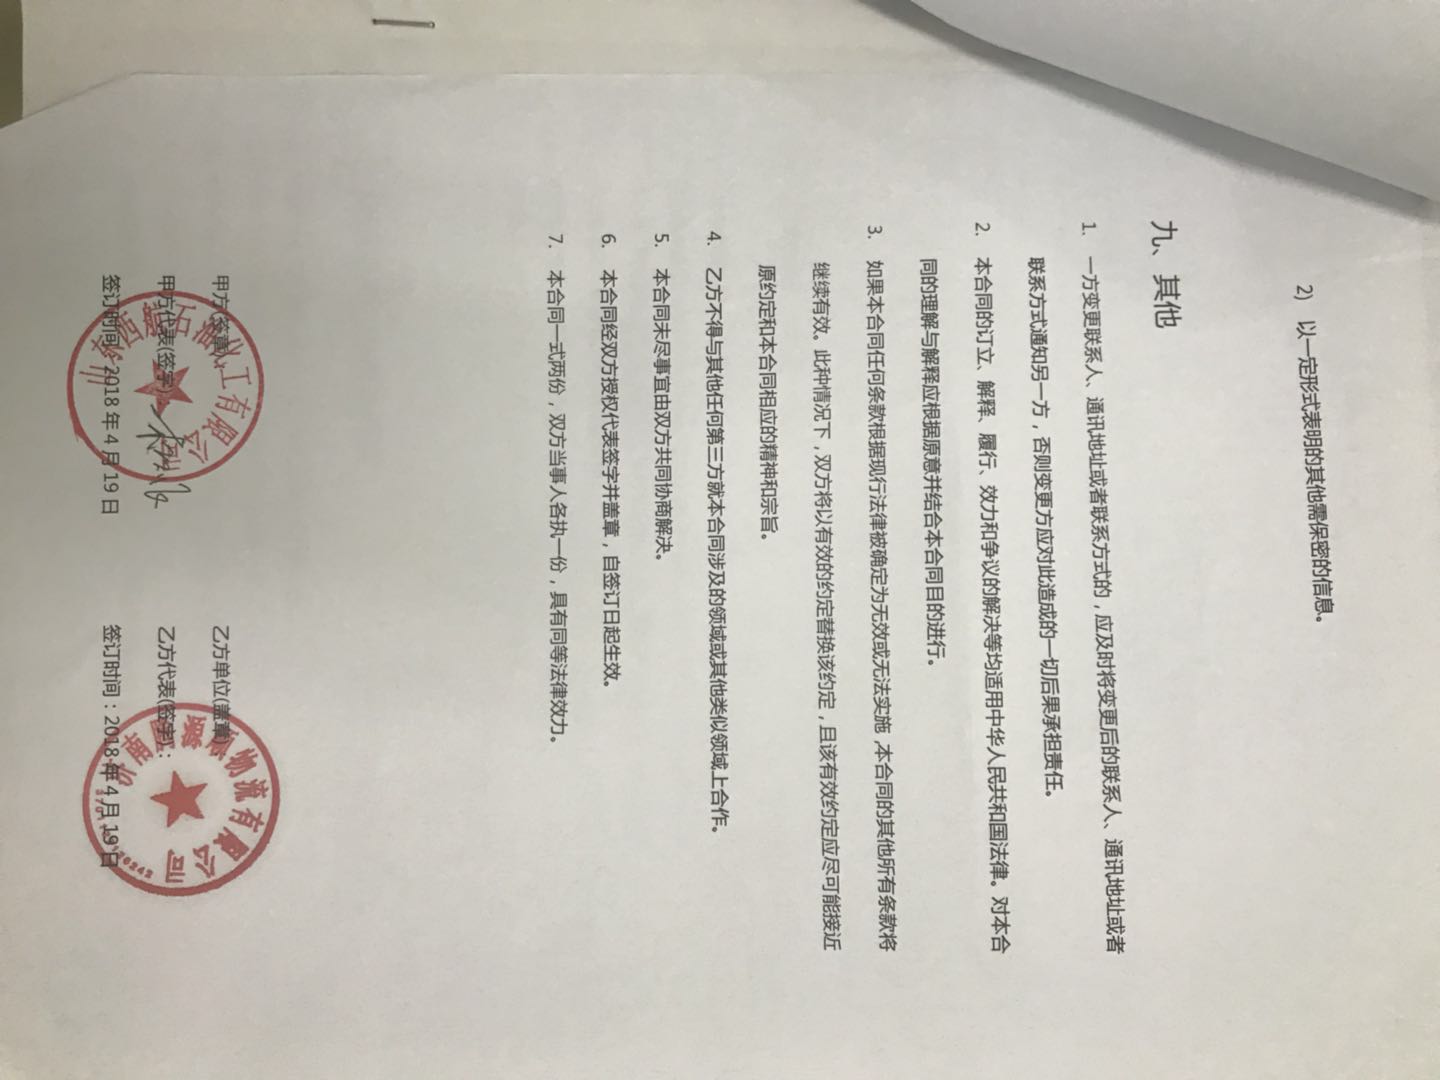 2) 以一定形式表明的其他需保密的信息。
九、其他
1. 一方变更联系人、通讯地址或者联系方式的，应及时将变更后的联系人、通讯地址或者
联系方式通知另一方，否则变更方应对此造成的一切后果承担责任。
2. 本合同的订立、解释、履行、效力和争议的解决等均适用中华人民共和国法律。对本合
同的理解与解释应根据原意并结合本合同目的进行。
3. 如果本合同任何条款根据现行法律被确定为无效或无法实施，本合同的其他所有条款将
继续有效。此种情况下，双方将以有效的约定替换该约定，且该有效约定应尽可能接近
原约定和本合同相应的精神和宗旨。
4. 乙方不得与其他任何第三方就本合同涉及的领域或其他类似领域上合作。
5. 本合同未尽事宜由双方共同协商解决。
6. 本合同经双方授权代表签字并盖章，自签订日起生效。
7. 本合同一式两份，双方当事人各执一份，具有同等法律效力。
甲方签章人：
甲方代表(签字)：
签订时间：2018 年 4 月 19 日
工有限公司
乙方单位(盖章)
乙方代表(签字)：
签订时间：2018 年 4 月 19 日
济南 源 物流有限公司